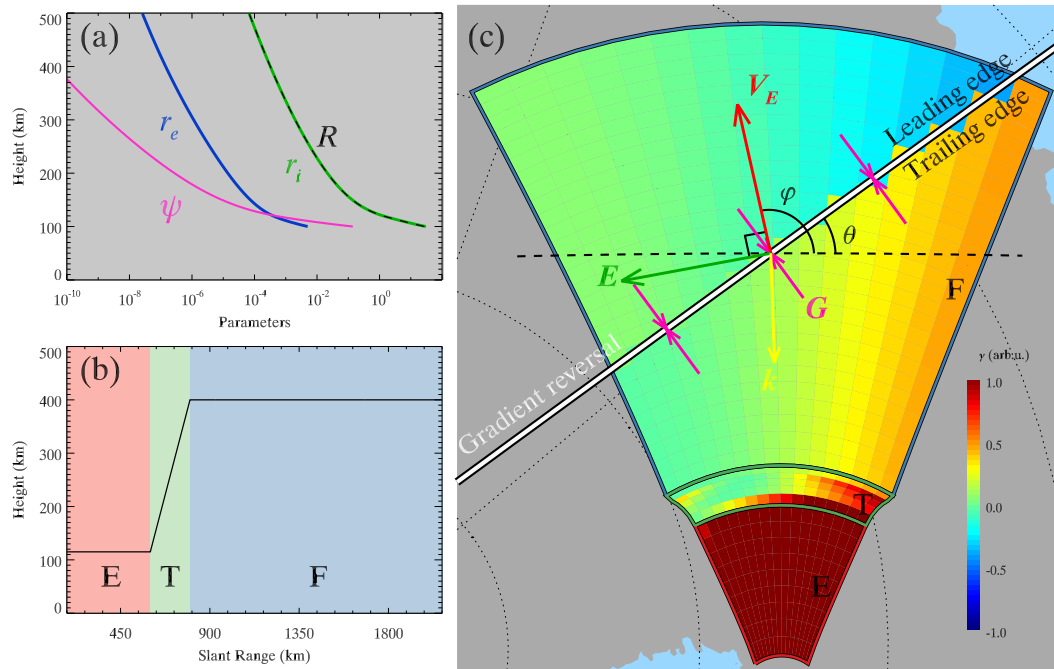 (a)
500
400
300
200
100
0
Height (km)
r_e
ψ
r_i
R
10^-10
10^-8
10^-6
10^-4
10^-2
10^0
Parameters
(b)
500
400
300
200
100
0
Height (km)
E
T
F
450
900
1350
1800
Slant Range (km)
(c)
V_E
Leading edge
Trailing edge
φ
θ
E
G
k
F
Gradient reversal
T
E
γ (arb.u.)
1.0
0.5
0.0
-0.5
-1.0